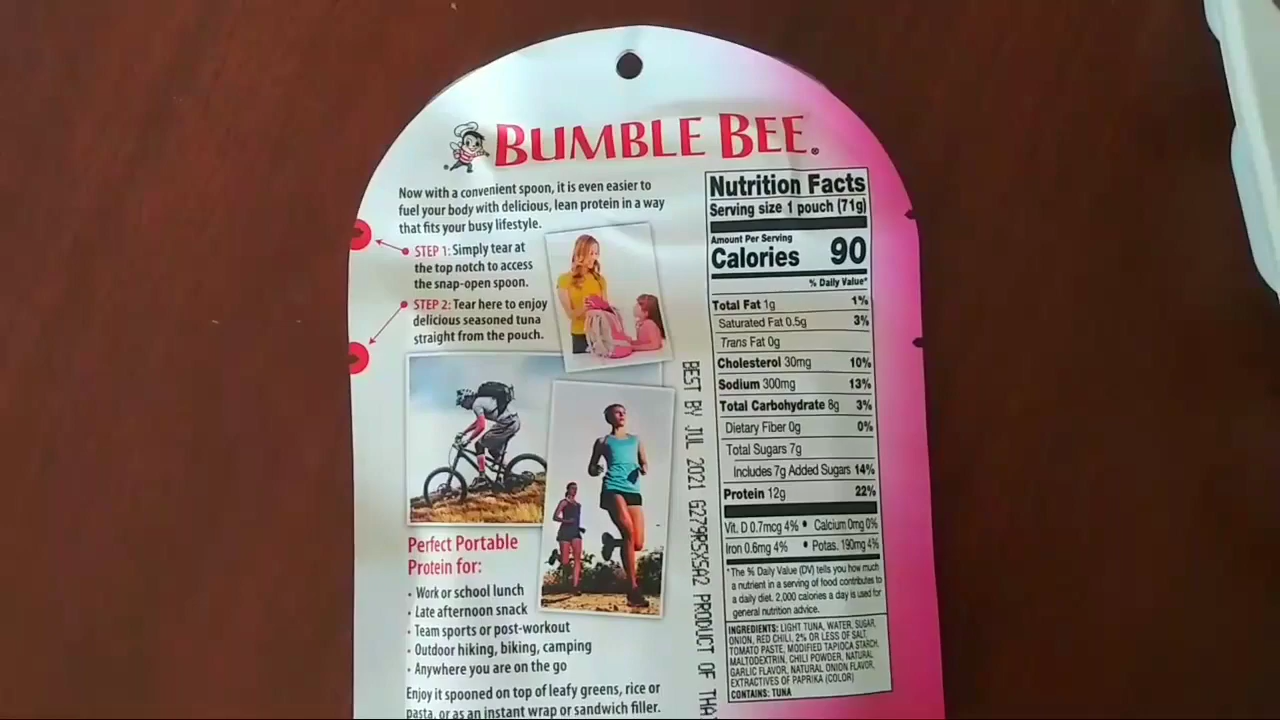 BUMBLE BEE®
Now with a convenient spoon, it is even easier to
fuel your body with delicious, lean protein in a way
that fits your busy lifestyle.
STEP 1: Simply tear at
the top notch to access
the snap-open spoon.
STEP 2: Tear here to enjoy
delicious seasoned tuna
straight from the pouch.
Perfect Portable
Protein for:
• Work or school lunch
• Late afternoon snack
• Team sports or post-workout
• Outdoor hiking, biking, camping
• Anywhere you are on the go
Enjoy it spooned on top of leafy greens, rice or
pasta, or as an instant wrap or sandwich filler.
BEST BY JUL 2021 G279RSXSA2 PRODUCT OF THA
Nutrition Facts
Serving size 1 pouch (71g)
Amount Per Serving
Calories 90
% Daily Value*
Total Fat 1g 1%
Saturated Fat 0.5g 3%
Trans Fat 0g
Cholesterol 30mg 10%
Sodium 300mg 13%
Total Carbohydrate 8g 3%
Dietary Fiber 0g 0%
Total Sugars 7g
Includes 7g Added Sugars 14%
Protein 12g 22%
Vit. D 0.7mcg 4% • Calcium 0mg 0%
Iron 0.6mg 4% • Potas. 190mg 4%
*The % Daily Value (DV) tells you how much
a nutrient in a serving of food contributes to
a daily diet. 2,000 calories a day is used for
general nutrition advice.
INGREDIENTS: LIGHT TUNA, WATER, SUGAR,
ONION, RED CHILI, 2% OR LESS OF SALT,
TOMATO PASTE, MODIFIED TAPIOCA STARCH,
MALTODEXTRIN, CHILI POWDER, NATURAL
GARLIC FLAVOR, NATURAL ONION FLAVOR,
EXTRACTIVES OF PAPRIKA (COLOR)
CONTAINS: TUNA